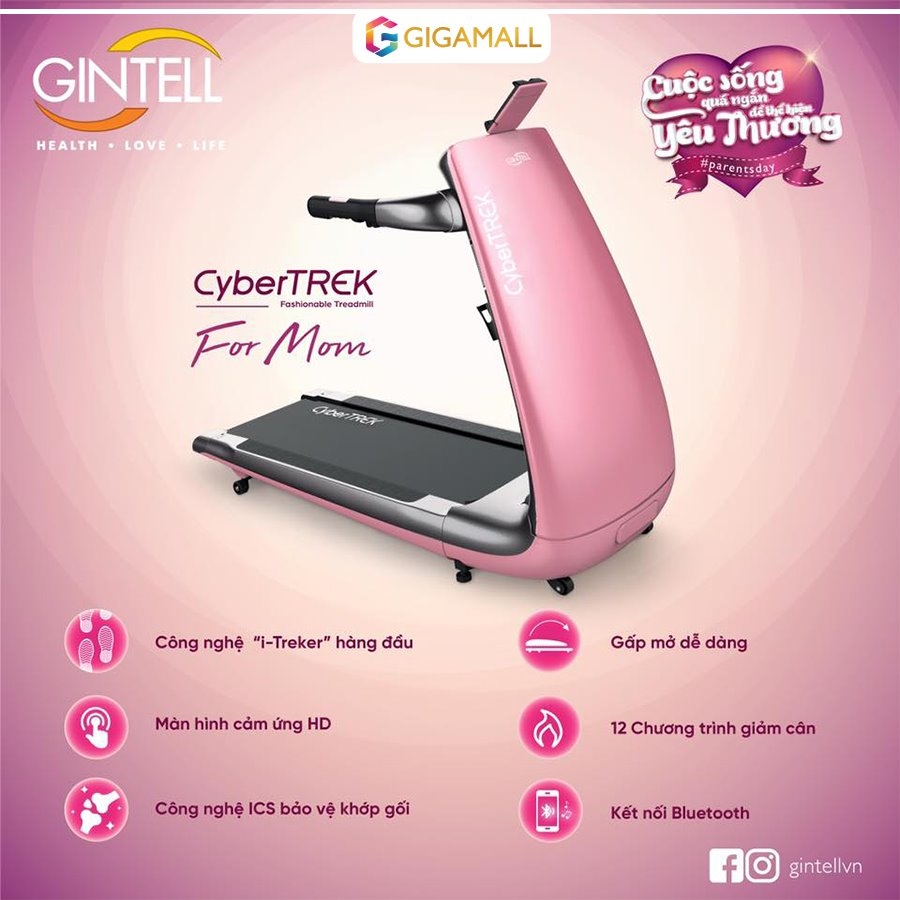 GIGAMALL
GINTELL
HEALTH • LOVE • LIFE
Cuộc sống
quá ngắn
để thể hiện
Yêu Thương
#parentsday
GINTELL
CyberTREK
CyberTREK
Fashionable Treadmill
For Mom
CyberTREK
Công nghệ “i-Treker” hàng đầu
Gấp mở dễ dàng
Màn hình cảm ứng HD
12 Chương trình giảm cân
Công nghệ ICS bảo vệ khớp gối
Kết nối Bluetooth
gintellvn